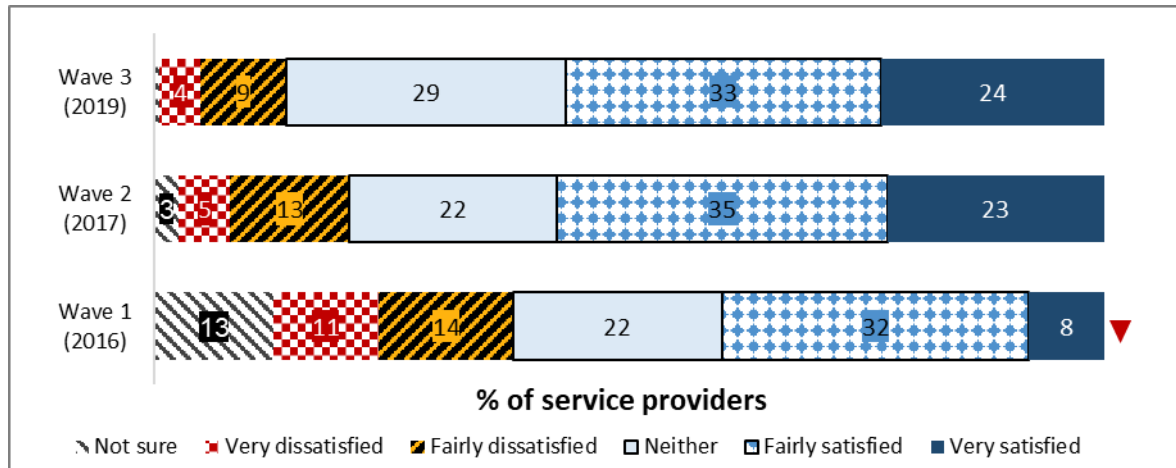 Wave 3
(2019)
4 9 29 33 24
Wave 2
(2017)
3 5 13 22 35 23
Wave 1
(2016)
13 11 14 22 32 8
% of service providers
Not sure Very dissatisfied Fairly dissatisfied Neither Fairly satisfied Very satisfied